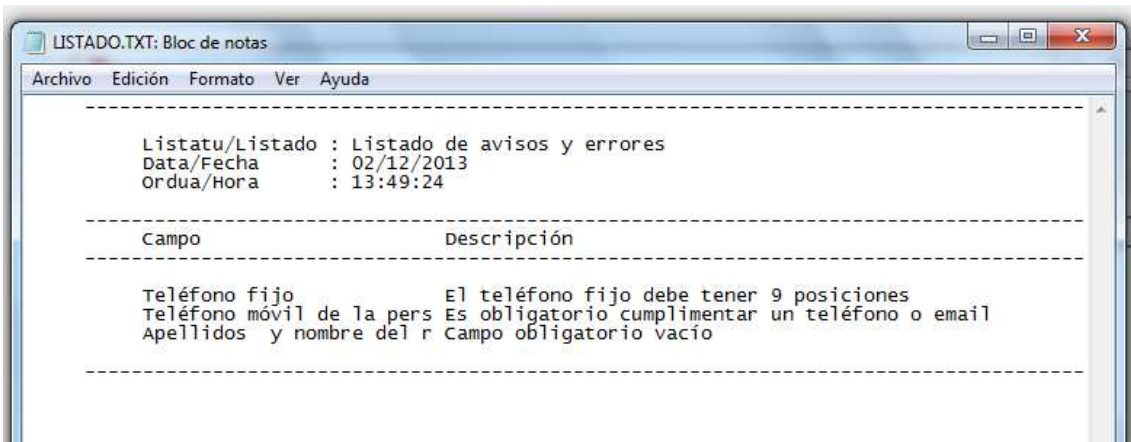 LISTADO.TXT: Bloc de notas
Archivo Edición Formato Ver Ayuda
--------------------------------------------------------------------------------------
Listatu/Listado : Listado de avisos y errores
Data/Fecha : 02/12/2013
Ordua/Hora : 13:49:24
--------------------------------------------------------------------------------------
Campo Descripción
--------------------------------------------------------------------------------------
Teléfono fijo El teléfono fijo debe tener 9 posiciones
Teléfono móvil de la pers Es obligatorio cumplimentar un teléfono o email
Apellidos  y nombre del r Campo obligatorio vacío
--------------------------------------------------------------------------------------